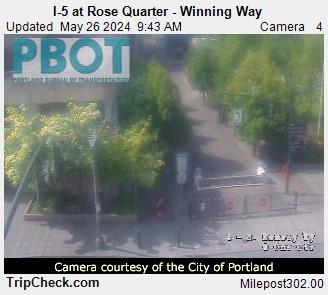 I-5 at Rose Quarter - Winning Way
Updated May 26 2024 9:43 AM Camera 4
PBOT
PORTLAND BUREAU OF TRANSPORTATION
Camera courtesy of the City of Portland
TripCheck.com Milepost302.00